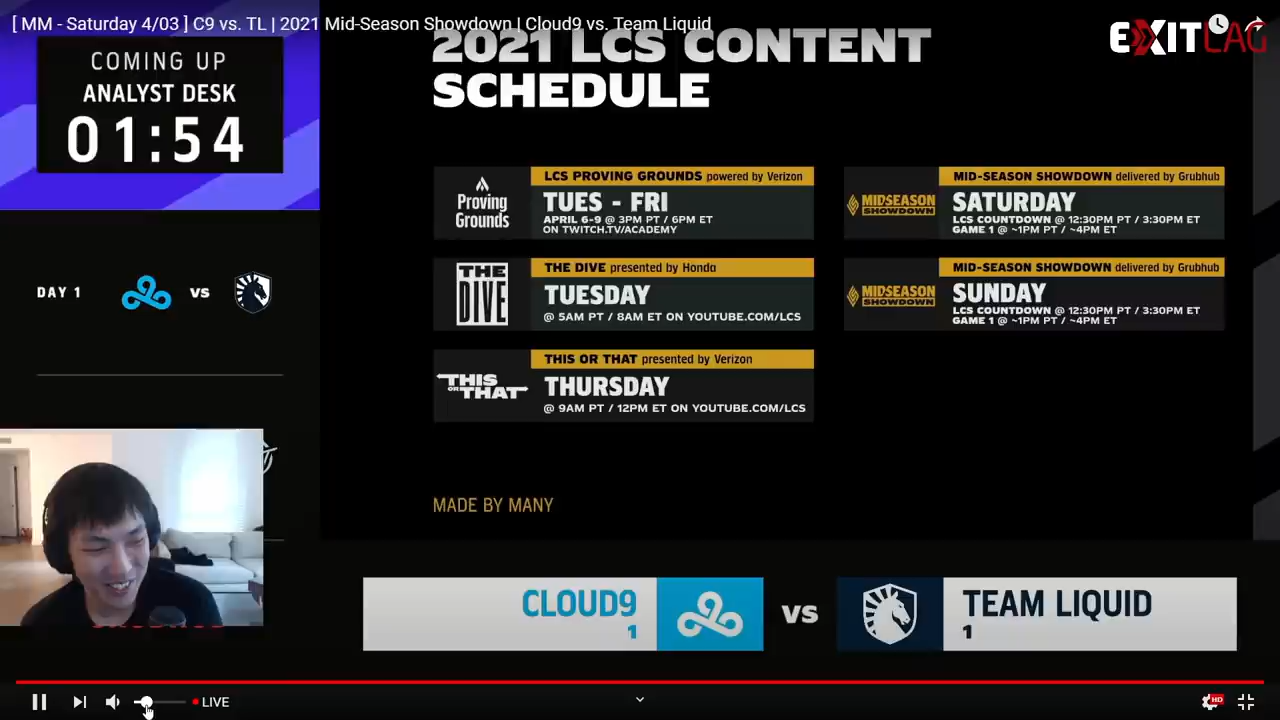 [ MM - Saturday 4/03 ] C9 vs. TL | 2021 Mid-Season Showdown | Cloud9 vs. Team Liquid
EXITLAG
COMING UP
ANALYST DESK
01:54
2021 LCS CONTENT
SCHEDULE
Proving
Grounds
LCS PROVING GROUNDS powered by Verizon
TUES - FRI
APRIL 6-9 @ 3PM PT / 6PM ET
ON TWITCH.TV/ACADEMY
MIDSEASON
SHOWDOWN
MID-SEASON SHOWDOWN delivered by Grubhub
SATURDAY
LCS COUNTDOWN @ 12:30PM PT / 3:30PM ET
GAME 1 @ ~1PM PT / ~4PM ET
DAY 1
VS
THE
DIVE
THE DIVE presented by Honda
TUESDAY
@ 5AM PT / 8AM ET ON YOUTUBE.COM/LCS
MIDSEASON
SHOWDOWN
MID-SEASON SHOWDOWN delivered by Grubhub
SUNDAY
LCS COUNTDOWN @ 12:30PM PT / 3:30PM ET
GAME 1 @ ~1PM PT / ~4PM ET
THIS
OR THAT
THIS OR THAT presented by Verizon
THURSDAY
@ 9AM PT / 12PM ET ON YOUTUBE.COM/LCS
MADE BY MANY
CLOUD9
1
VS
TEAM LIQUID
1
LIVE
HD